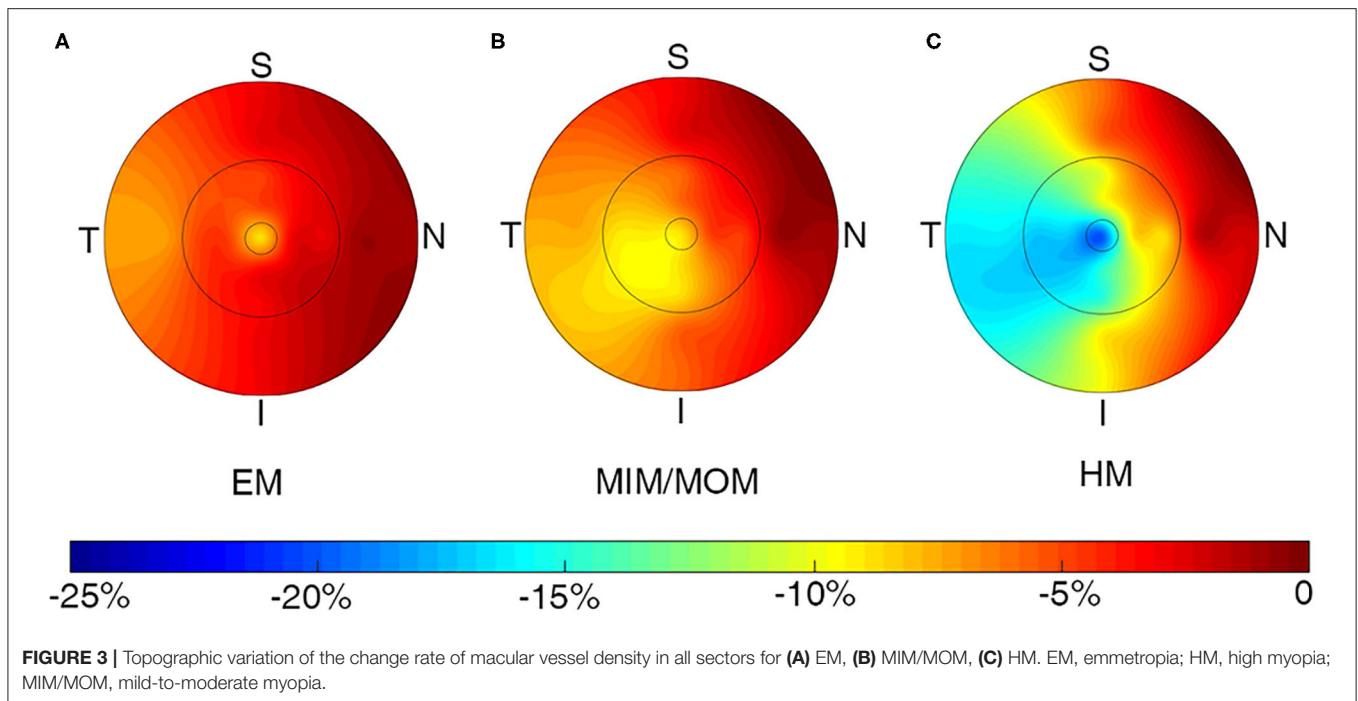 A B C
S S S
T N T N T N
I I I
EM MIM/MOM HM
-25% -20% -15% -10% -5% 0
FIGURE 3 | Topographic variation of the change rate of macular vessel density in all sectors for (A) EM, (B) MIM/MOM, (C) HM. EM, emmetropia; HM, high myopia;
MIM/MOM, mild-to-moderate myopia.